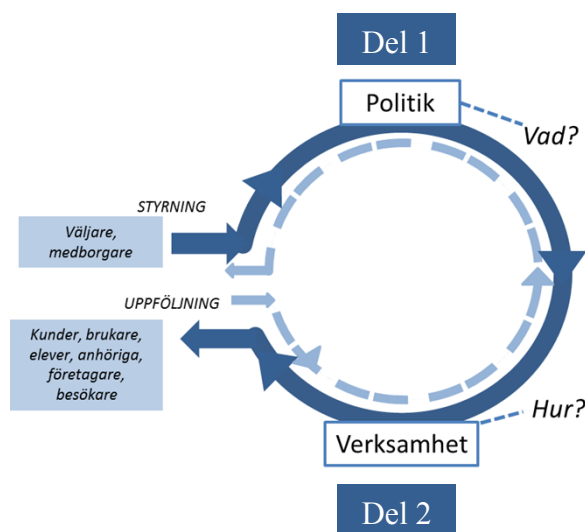 Del 1
Politik
Vad?
STYRNING
Väljare,
medborgare
UPPFÖLJNING
Kunder, brukare,
elever, anhöriga,
företagare,
besökare
Hur?
Verksamhet
Del 2